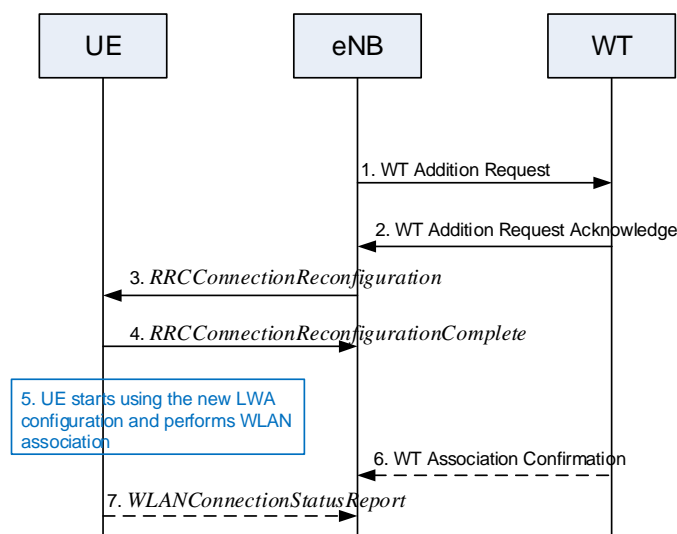 UE
eNB
WT
1. WT Addition Request
2. WT Addition Request Acknowledge
3. RRCConnectionReconfiguration
4. RRCConnectionReconfigurationComplete
5. UE starts using the new LWA
configuration and performs WLAN
association
6. WT Association Confirmation
7. WLANConnectionStatusReport